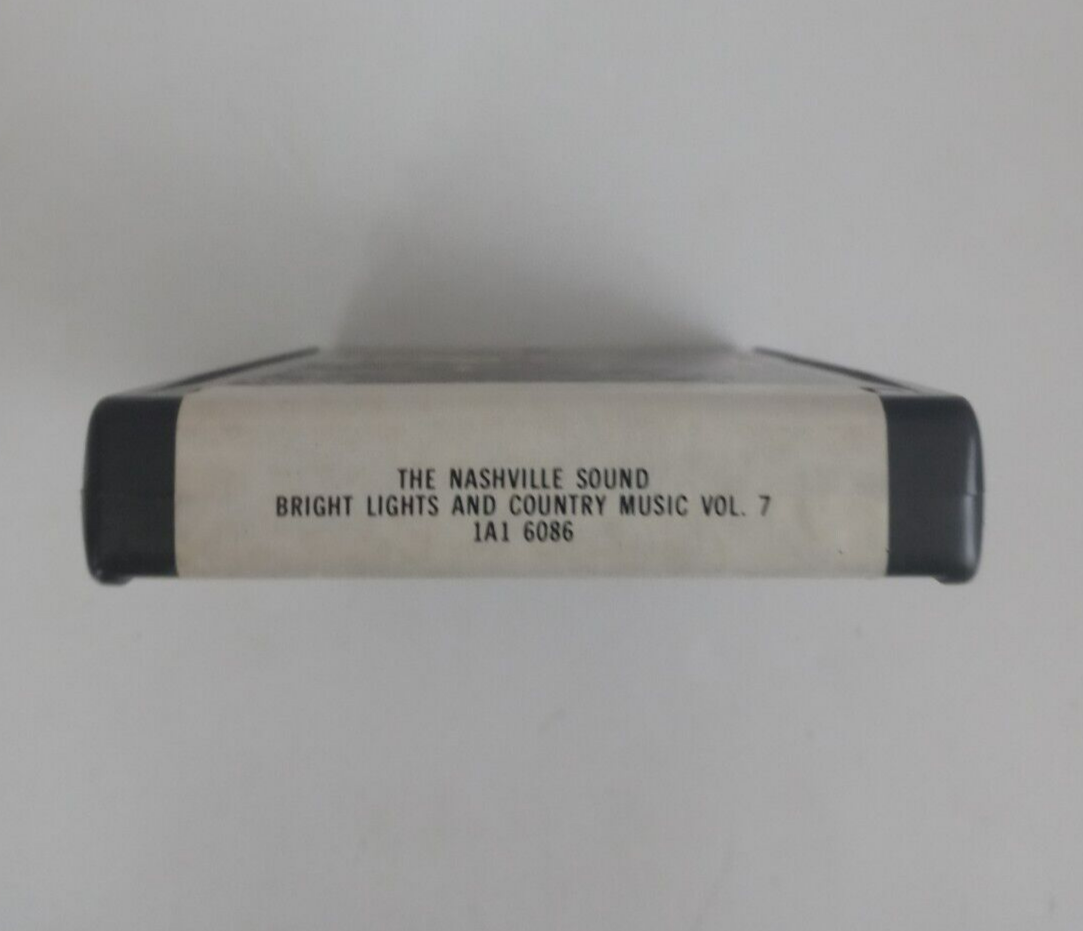 THE NASHVILLE SOUND
BRIGHT LIGHTS AND COUNTRY MUSIC VOL. 7
1A1 6086